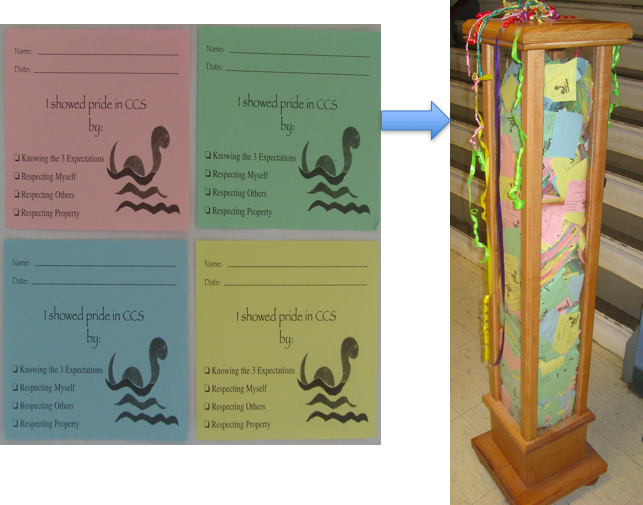 Name:
Date:
I showed pride in CCS
by:
❑ Knowing the 3 Expectations
❑ Respecting Myself
❑ Respecting Others
❑ Respecting Property
Name:
Date:
I showed pride in CCS
by:
❑ Knowing the 3 Expectations
❑ Respecting Myself
❑ Respecting Others
❑ Respecting Property
Name:
Date:
I showed pride in CCS
by:
❑ Knowing the 3 Expectations
❑ Respecting Myself
❑ Respecting Others
❑ Respecting Property
Name:
Date:
I showed pride in CCS
by:
❑ Knowing the 3 Expectations
❑ Respecting Myself
❑ Respecting Others
❑ Respecting Property